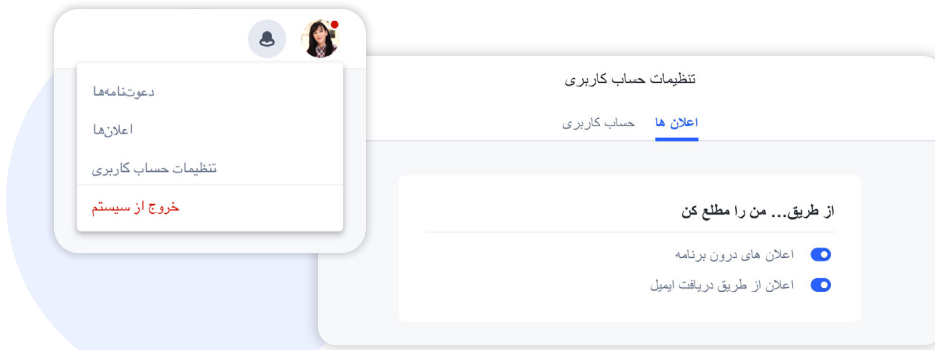 دعوت‌نامه‌ها
اعلان‌ها
تنظیمات حساب کاربری
خروج از سیستم
تنظیمات حساب کاربری
اعلان ها
حساب کاربری
از طریق... من را مطلع کن
اعلان های درون برنامه
اعلان از طریق دریافت ایمیل